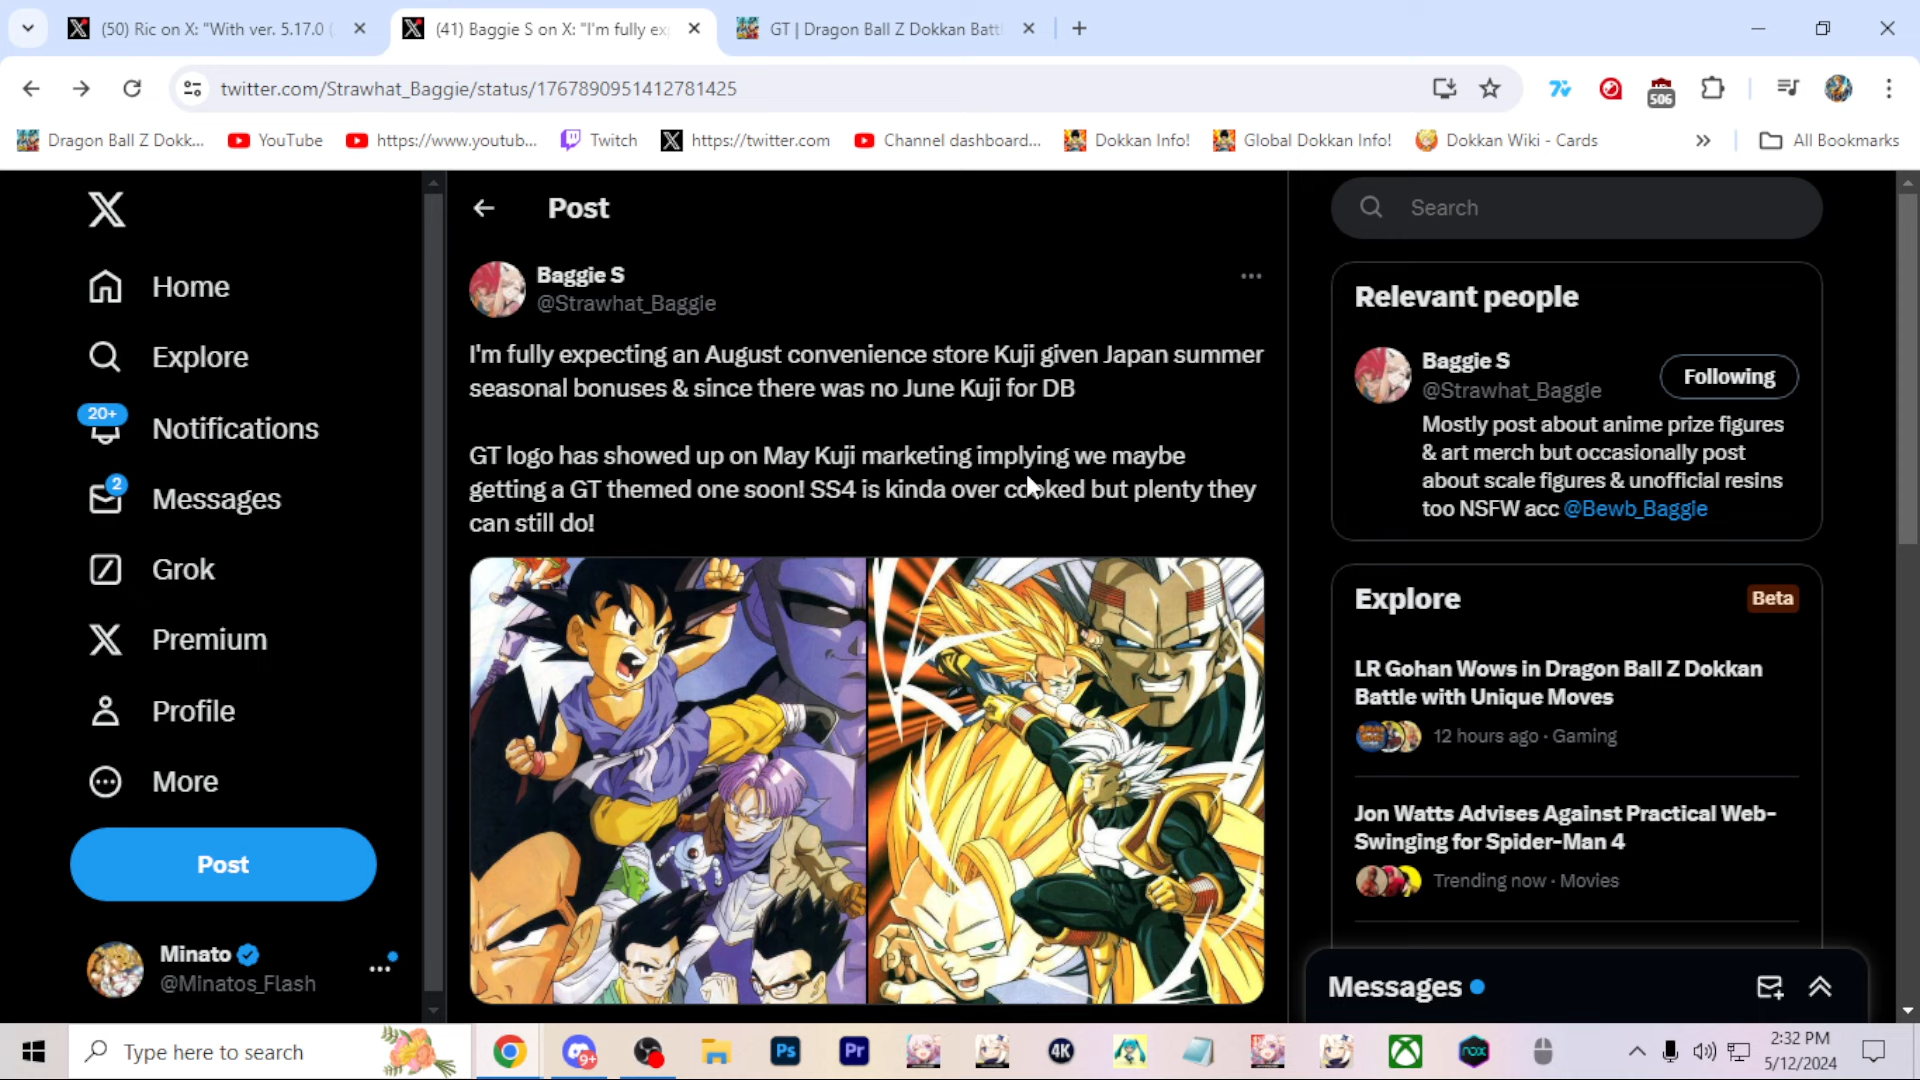 (50) Ric on X: "With ver. 5.17.0 (
(41) Baggie S on X: "I'm fully ex
GT | Dragon Ball Z Dokkan Batt
twitter.com/Strawhat_Baggie/status/1767890951412781425
506
Dragon Ball Z Dokk...
YouTube
https://www.youtub...
Twitch
https://twitter.com
Channel dashboard...
Dokkan Info!
Global Dokkan Info!
Dokkan Wiki - Cards
All Bookmarks
Home
Explore
20+
Notifications
2
Messages
Grok
Premium
Profile
More
Post
Minato
@Minatos_Flash
Post
Baggie S
@Strawhat_Baggie
I'm fully expecting an August convenience store Kuji given Japan summer
seasonal bonuses & since there was no June Kuji for DB
GT logo has showed up on May Kuji marketing implying we maybe
getting a GT themed one soon! SS4 is kinda over cooked but plenty they
can still do!
Search
Relevant people
Baggie S
@Strawhat_Baggie
Following
Mostly post about anime prize figures
& art merch but occasionally post
about scale figures & unofficial resins
too NSFW acc @Bewb_Baggie
Explore
Beta
LR Gohan Wows in Dragon Ball Z Dokkan
Battle with Unique Moves
12 hours ago · Gaming
Jon Watts Advises Against Practical Web-
Swinging for Spider-Man 4
Trending now · Movies
Messages
Type here to search
9+
Ps
Pr
4K
nox
2:32 PM
5/12/2024